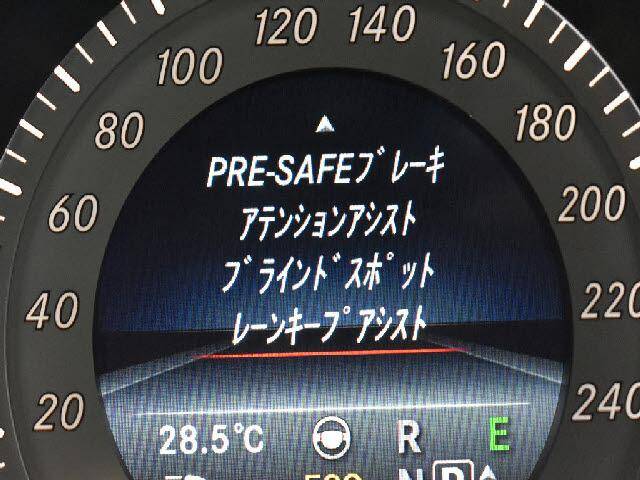 120 140
100 160
80 180
60 200
40 220
20 240
PRE-SAFEブレーキ
アテンションアシスト
ブラインドスポット
レーンキープアシスト
28.5℃ R E
N D